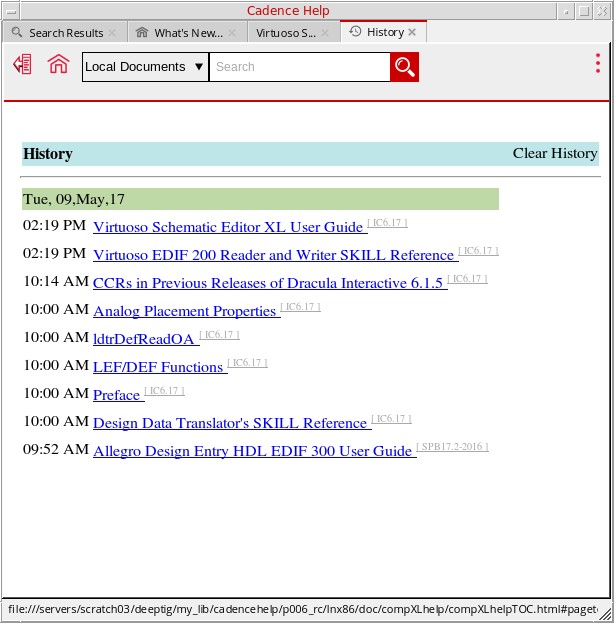 Cadence Help
Search Results What's New... Virtuoso S... History
Local Documents Search
History Clear History
Tue, 09,May,17
02:19 PM Virtuoso Schematic Editor XL User Guide [ IC6.17 ]
02:19 PM Virtuoso EDIF 200 Reader and Writer SKILL Reference [ IC6.17 ]
10:14 AM CCRs in Previous Releases of Dracula Interactive 6.1.5 [ IC6.17 ]
10:00 AM Analog Placement Properties [ IC6.17 ]
10:00 AM ldtrDefReadOA [ IC6.17 ]
10:00 AM LEF/DEF Functions [ IC6.17 ]
10:00 AM Preface [ IC6.17 ]
10:00 AM Design Data Translator's SKILL Reference [ IC6.17 ]
09:52 AM Allegro Design Entry HDL EDIF 300 User Guide [ SPB17.2-2016 ]
file:///servers/scratch03/deeptig/my_lib/cadencehelp/p006_rc/lnx86/doc/compXLhelp/compXLhelpTOC.html#pageto